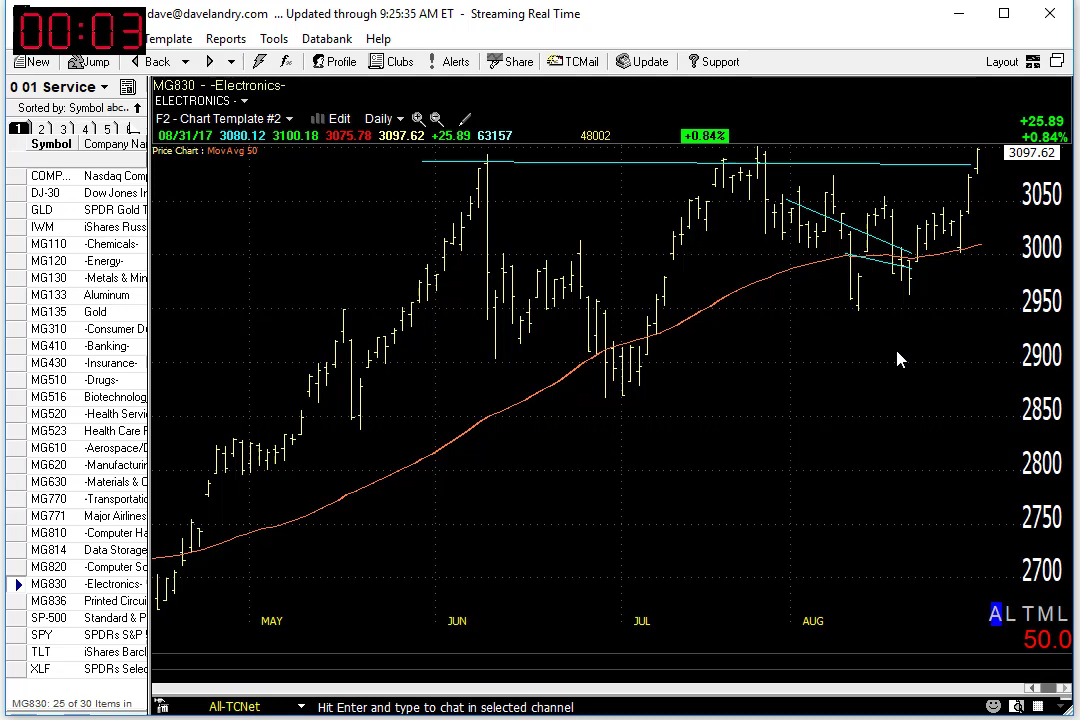 00:03
dave@davelandry.com ... Updated through 9:25:35 AM ET - Streaming Real Time
Template Reports Tools Databank Help
New Jump Back Profile Clubs Alerts Share TCMail Update Support Layout
0 01 Service
Sorted by: Symbol abc..
1 2 3 4 5
Symbol Company Na
COMP... Nasdaq Comp
DJ-30 Dow Jones In
GLD SPDR Gold T
IWM iShares Russ
MG110 -Chemicals-
MG120 -Energy-
MG130 -Metals & Min
MG133 Aluminum
MG135 Gold
MG310 -Consumer Du
MG410 -Banking-
MG430 -Insurance-
MG510 -Drugs-
MG516 Biotechnolog
MG520 -Health Servi
MG523 Health Care F
MG610 -Aerospace/D
MG620 -Manufacturin
MG630 -Materials & C
MG770 -Transportatio
MG771 Major Airlines
MG810 -Computer Ha
MG814 Data Storage
MG820 -Computer So
MG830 -Electronics-
MG836 Printed Circui
SP-500 Standard & P
SPY SPDRs S&P 5
TLT iShares Barcl
XLF SPDRs Selec
MG830: 25 of 30 Items in
MG830 - -Electronics-
ELECTRONICS -
F2 - Chart Template #2 Edit Daily
08/31/17 3080.12 3100.18 3075.78 3097.62 +25.89 63157 48002 +0.84%
+25.89
+0.84%
Price Chart : MovAvg 50
3097.62
3050
3000
2950
2900
2850
2800
2750
2700
MAY JUN JUL AUG
A L T M L
50.0
All-TCNet Hit Enter and type to chat in selected channel